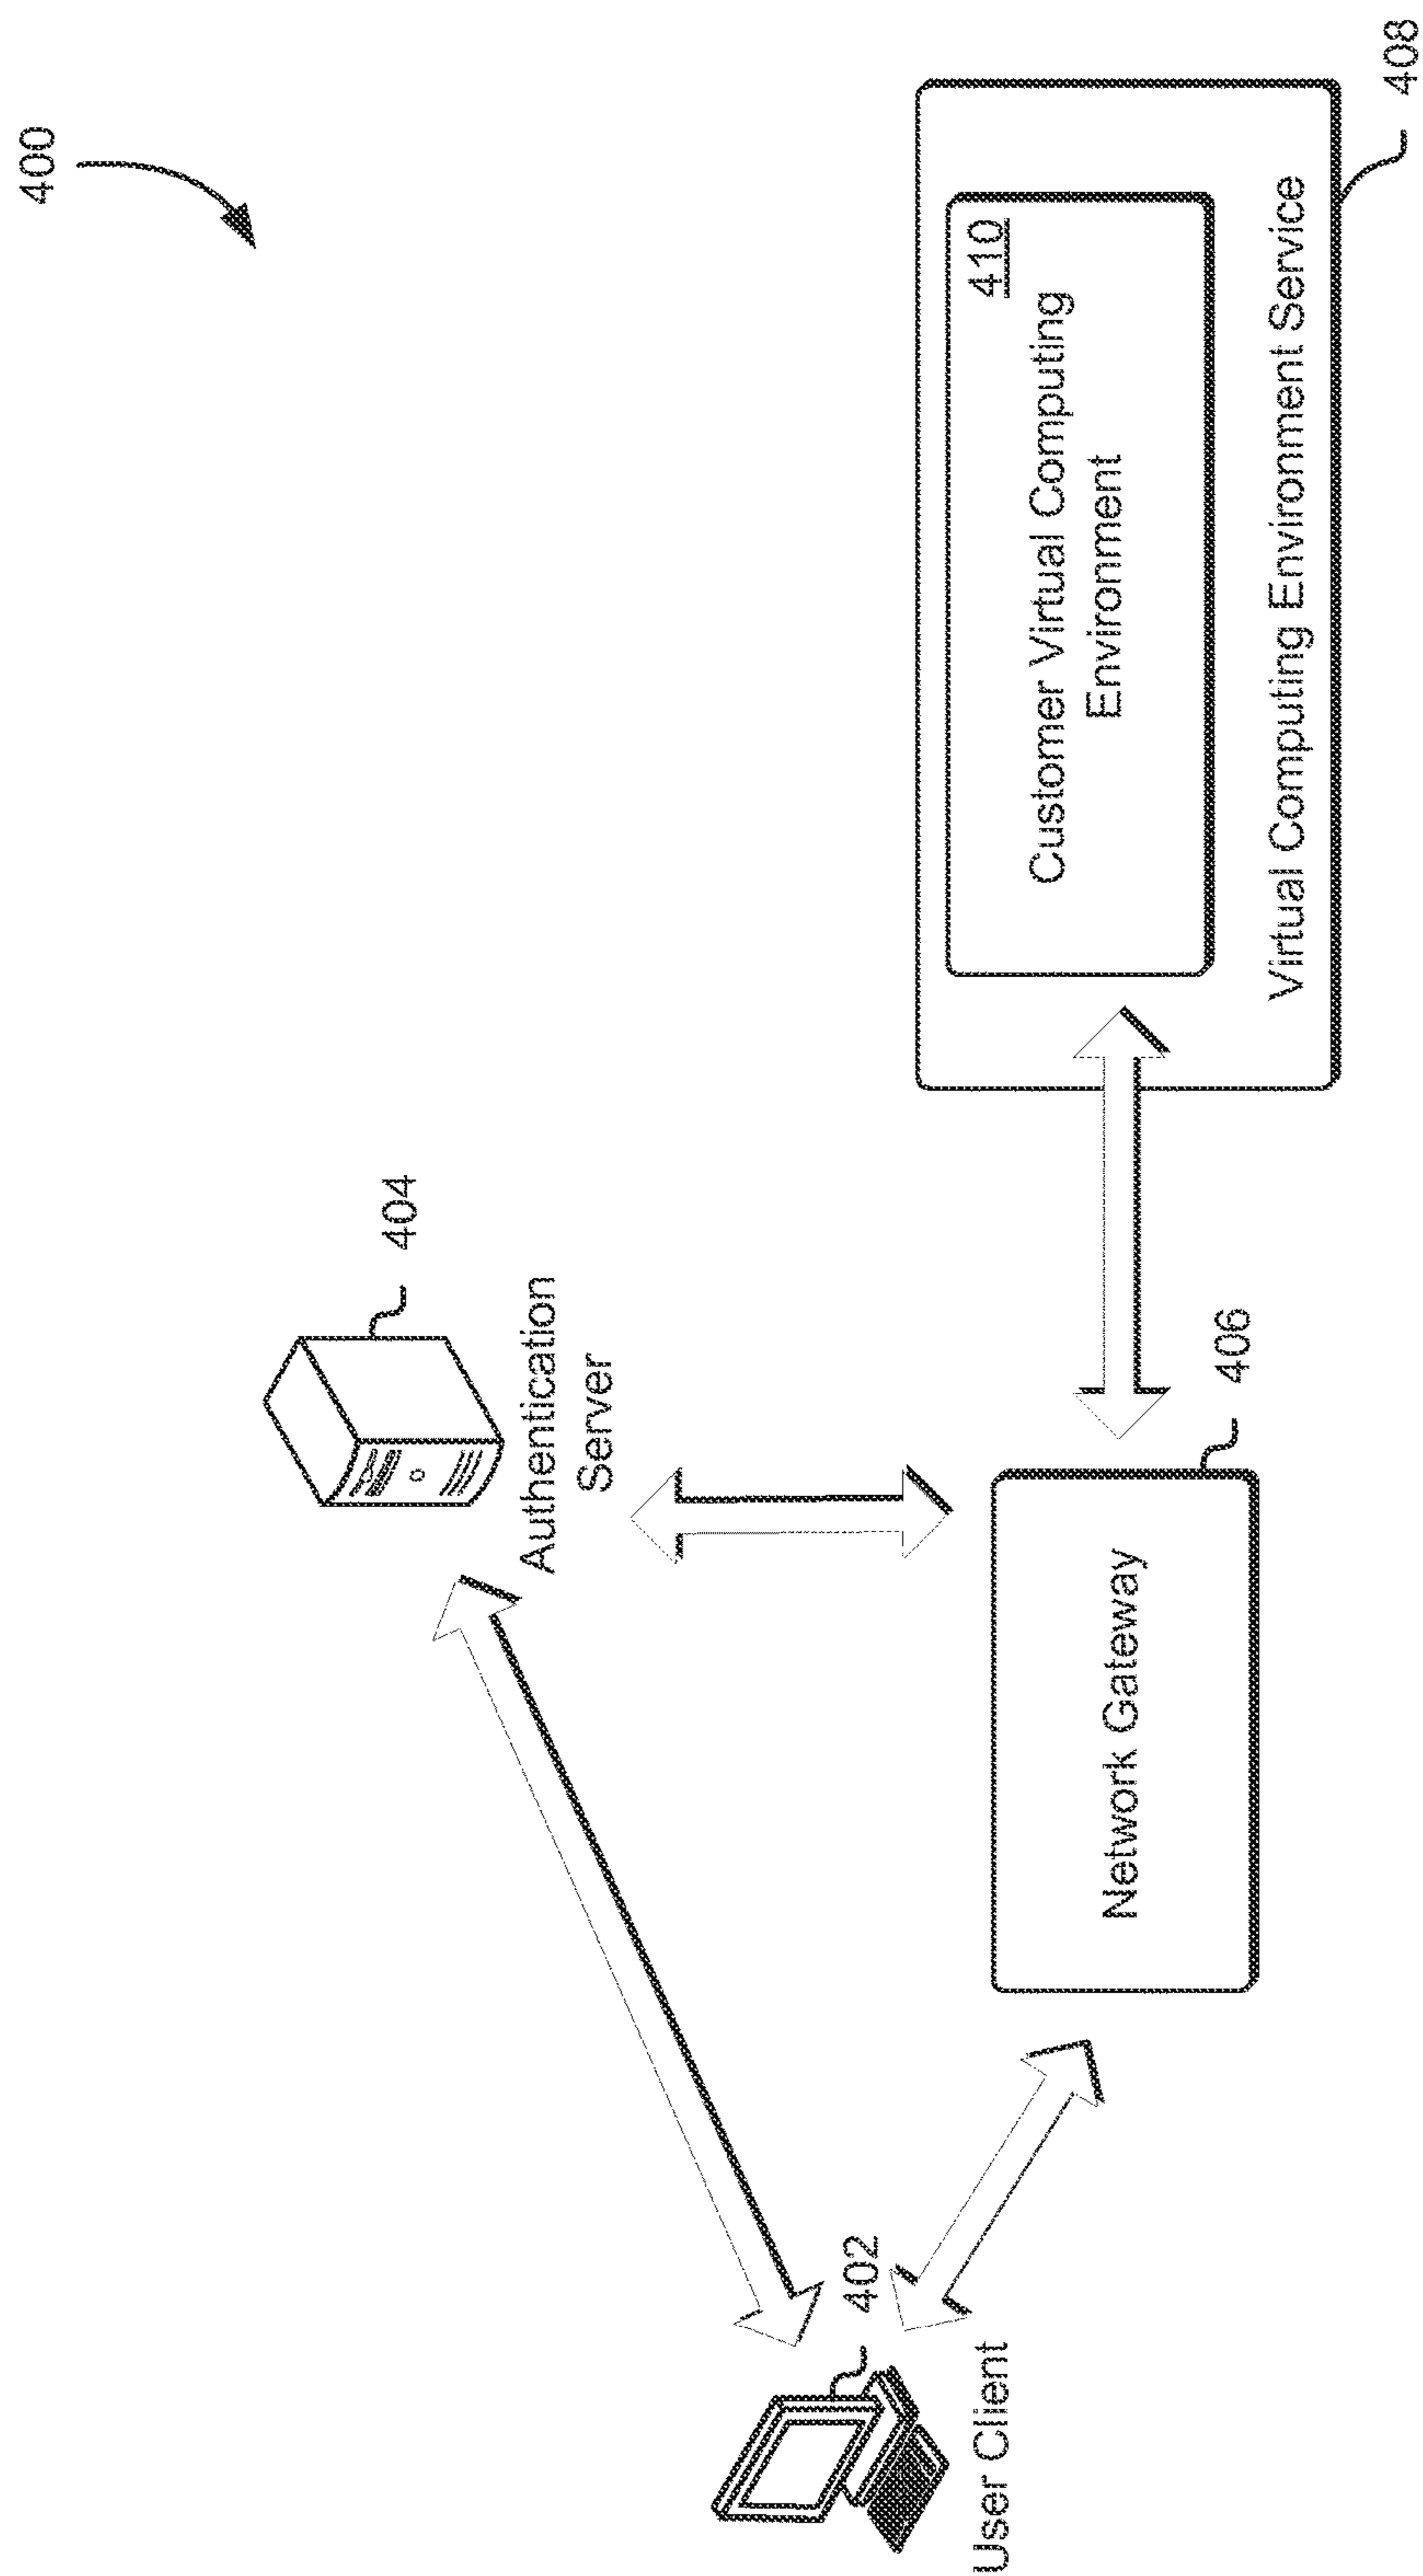 400
404
Authentication
Server
402
User Client
Network Gateway
406
410
Customer Virtual Computing
Environment
Virtual Computing Environment Service
408